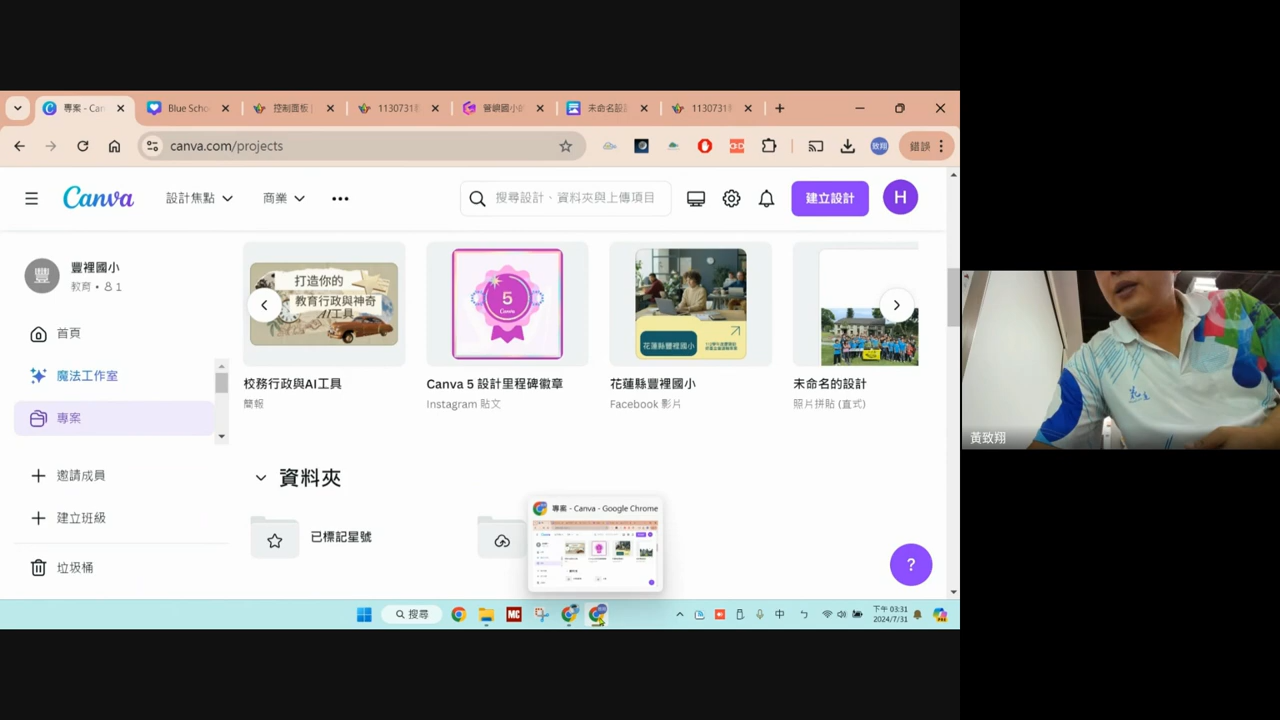 專案 - Can
Blue Scho
控制面板 |
1130731
未命名設
1130731
canva.com/projects
錯誤
Canva
設計焦點
商業
搜尋設計、資料夾與上傳項目
建立設計
H
豐
豐裡國小
教育 • 1
首頁
魔法工作室
專案
邀請成員
建立班級
垃圾桶
打造你的
教育行政與神奇
AI工具
校務行政與AI工具
簡報
5
Canva
Canva 5 設計里程碑徽章
Instagram 貼文
花蓮縣豐裡國小
花蓮縣豐裡國小
Facebook 影片
未命名的設計
照片拼貼 (直式)
資料夾
已標記星號
專案 - Canva - Google Chrome
?
搜尋
MC
中
下午 03:31
2024/7/31
黃致翔